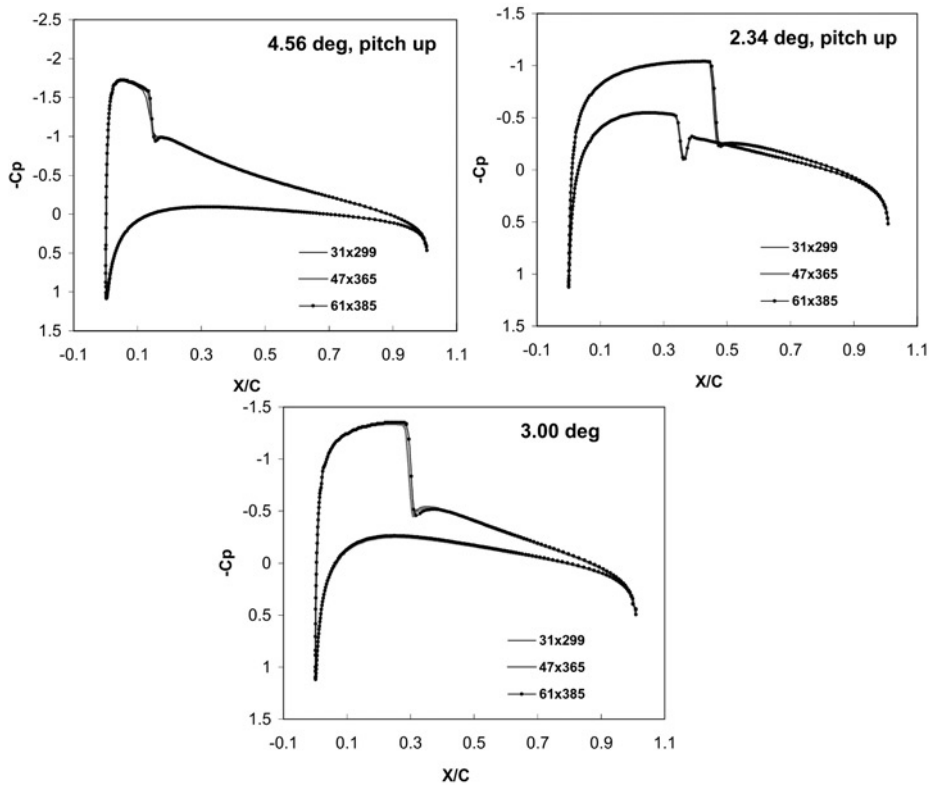 4.56 deg, pitch up
-2.5
-2
-1.5
-1
-0.5
0
0.5
1
1.5
-Cp
31x299
47x365
61x385
-0.1
0.1
0.3
0.5
0.7
0.9
1.1
X/C
2.34 deg, pitch up
-1.5
-1
-0.5
0
0.5
1
1.5
-Cp
31x299
47x365
61x385
-0.1
0.1
0.3
0.5
0.7
0.9
1.1
X/C
3.00 deg
-1.5
-1
-0.5
0
0.5
1
1.5
-Cp
31x299
47x365
61x385
-0.1
0.1
0.3
0.5
0.7
0.9
1.1
X/C